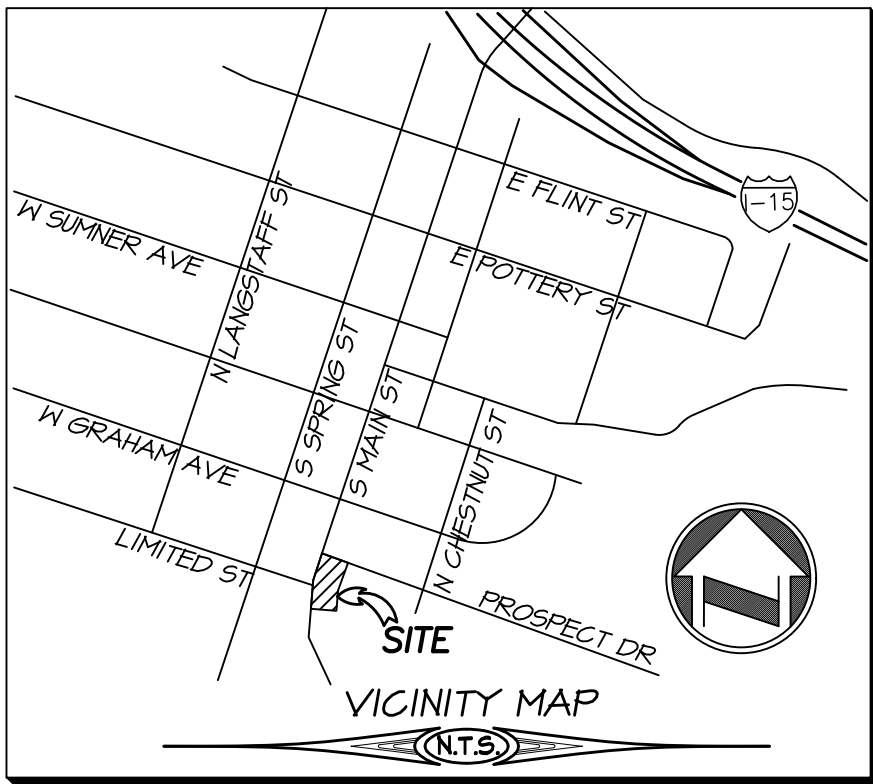 E FLINT ST
I-15
W SUMNER AVE
N LANGSTAFF ST
E POTTERY ST
S SPRING ST
S MAIN ST
W GRAHAM AVE
N CHESTNUT ST
LIMITED ST
PROSPECT DR
SITE
VICINITY MAP
N.T.S.
N